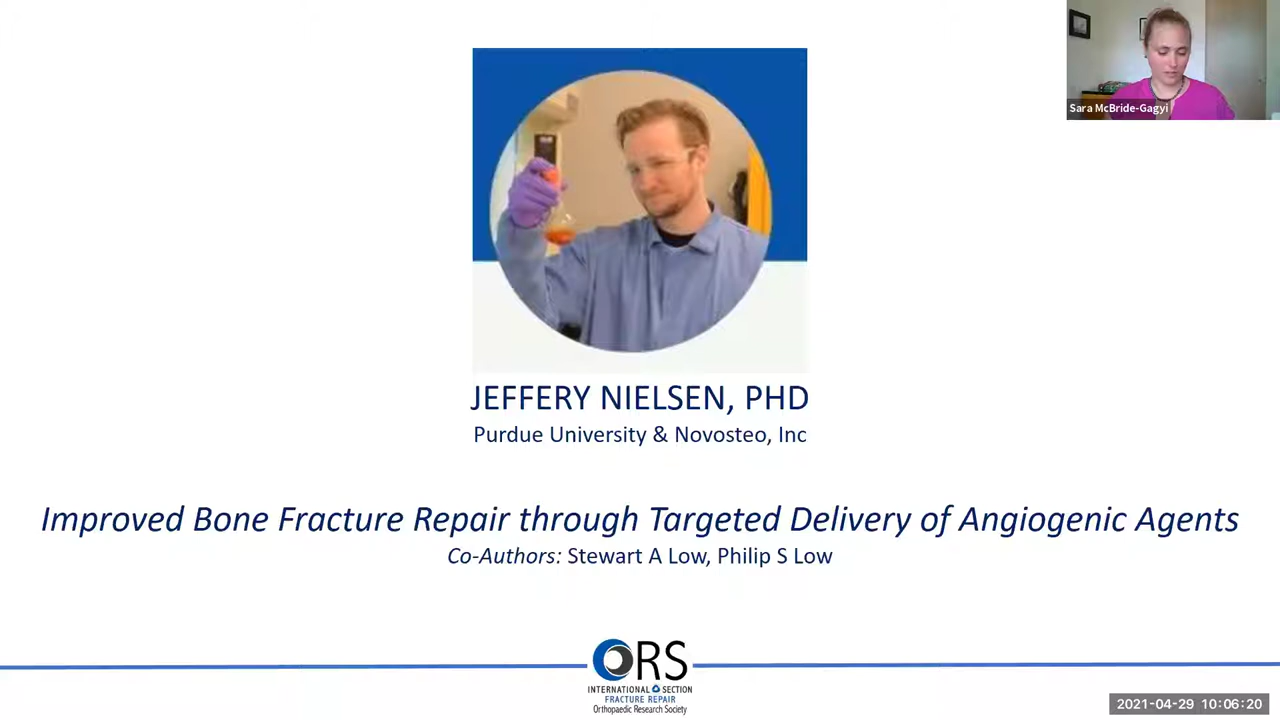 Sara McBride-Gagyi
JEFFERY NIELSEN, PHD
Purdue University & Novosteo, Inc
Improved Bone Fracture Repair through Targeted Delivery of Angiogenic Agents
Co-Authors: Stewart A Low, Philip S Low
ORS
INTERNATIONAL SECTION
FRACTURE REPAIR
Orthopaedic Research Society
2021-04-29 10:06:20